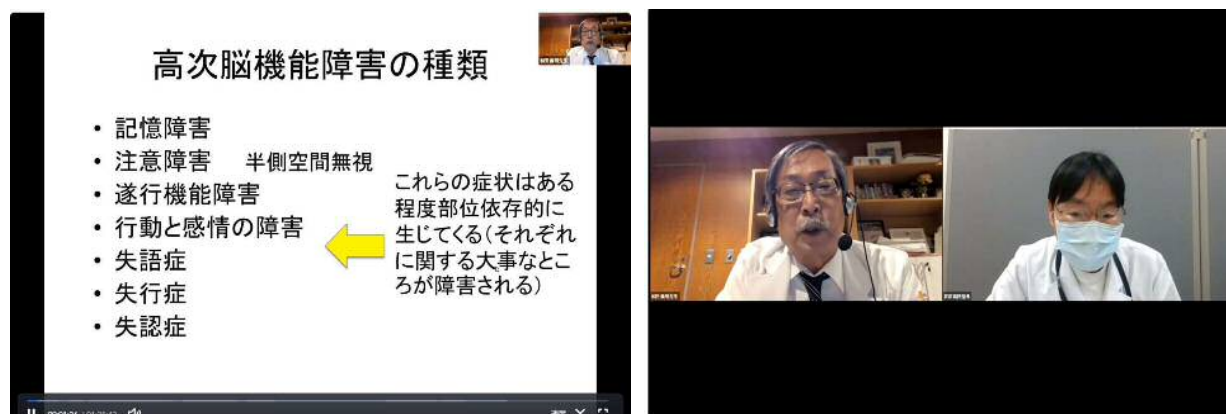 高次脳機能障害の種類
• 記憶障害
• 注意障害 半側空間無視
• 遂行機能障害
• 行動と感情の障害
• 失語症
• 失行症
• 失認症
これらの症状はある
程度部位依存的に
生じてくる(それぞれ
に関する大事なとこ
ろが障害される)